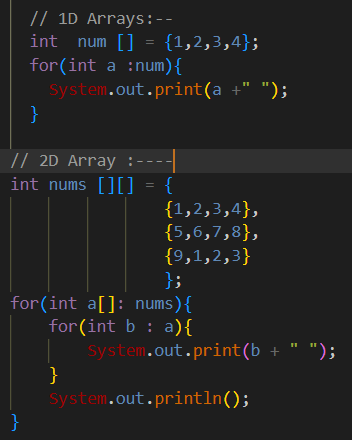 // 1D Arrays:--
int  num [] = {1,2,3,4};
for(int a :num){
  System.out.print(a +" ");
}
// 2D Array :----
int nums [][] = {
                {1,2,3,4},
                {5,6,7,8},
                {9,1,2,3}
                };
for(int a[]: nums){
    for(int b : a){
        System.out.print(b + " ");
    }
    System.out.println();
}